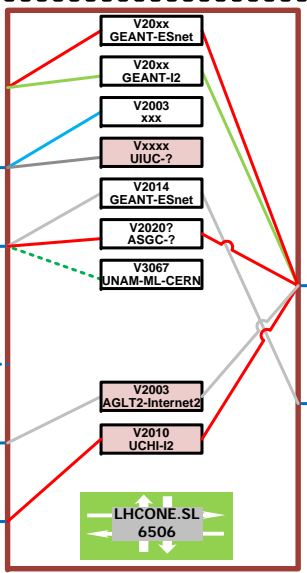 V20xx
GEANT-ESnet
V20xx
GEANT-I2
V2003
xxx
Vxxxx
UIUC-?
V2014
GEANT-ESnet
V2020?
ASGC-?
V3067
UNAM-ML-CERN
V2003
AGLT2-Internet2
V2010
UCHI-I2
LHCONE.SL
6506